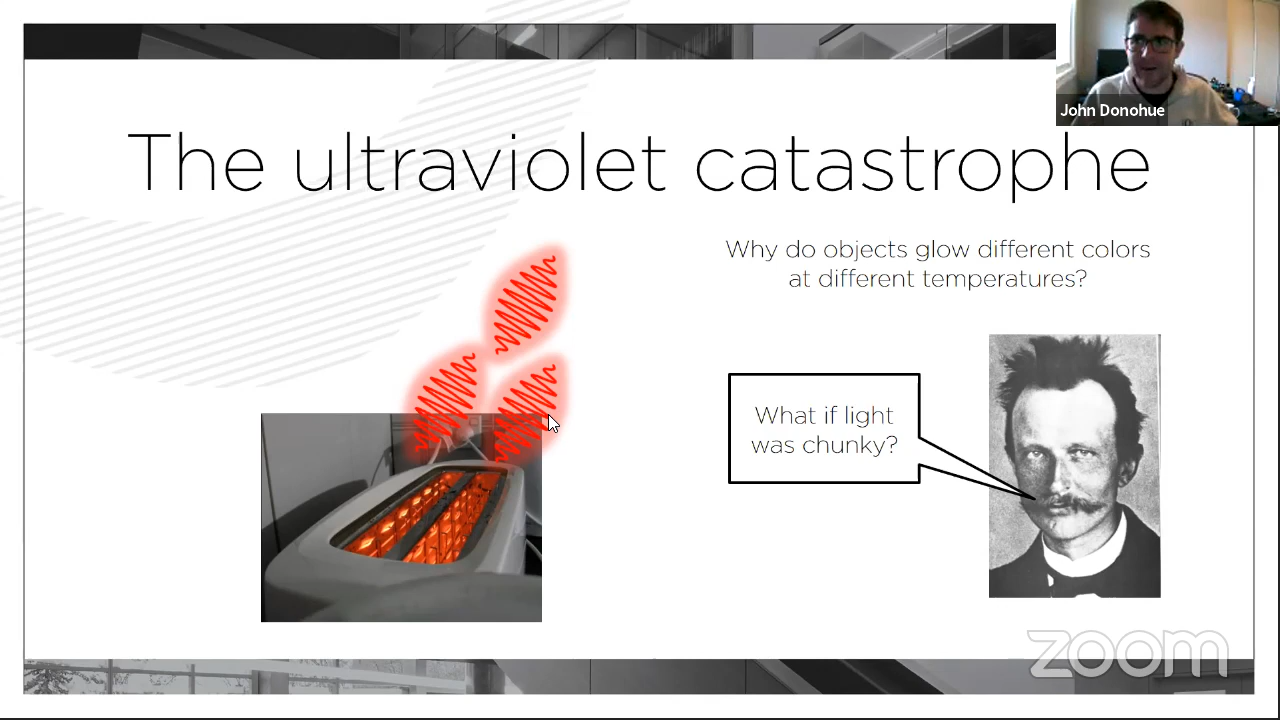 John Donohue
The ultraviolet catastrophe
Why do objects glow different colors
at different temperatures?
What if light
was chunky?
zoom